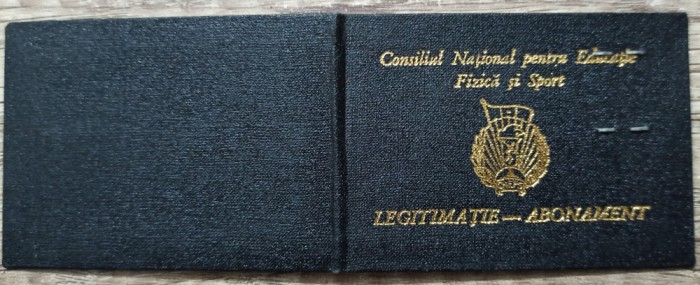 Consiliul Național pentru Educație
Fizică și Sport
LEGITIMAȚIE — ABONAMENT